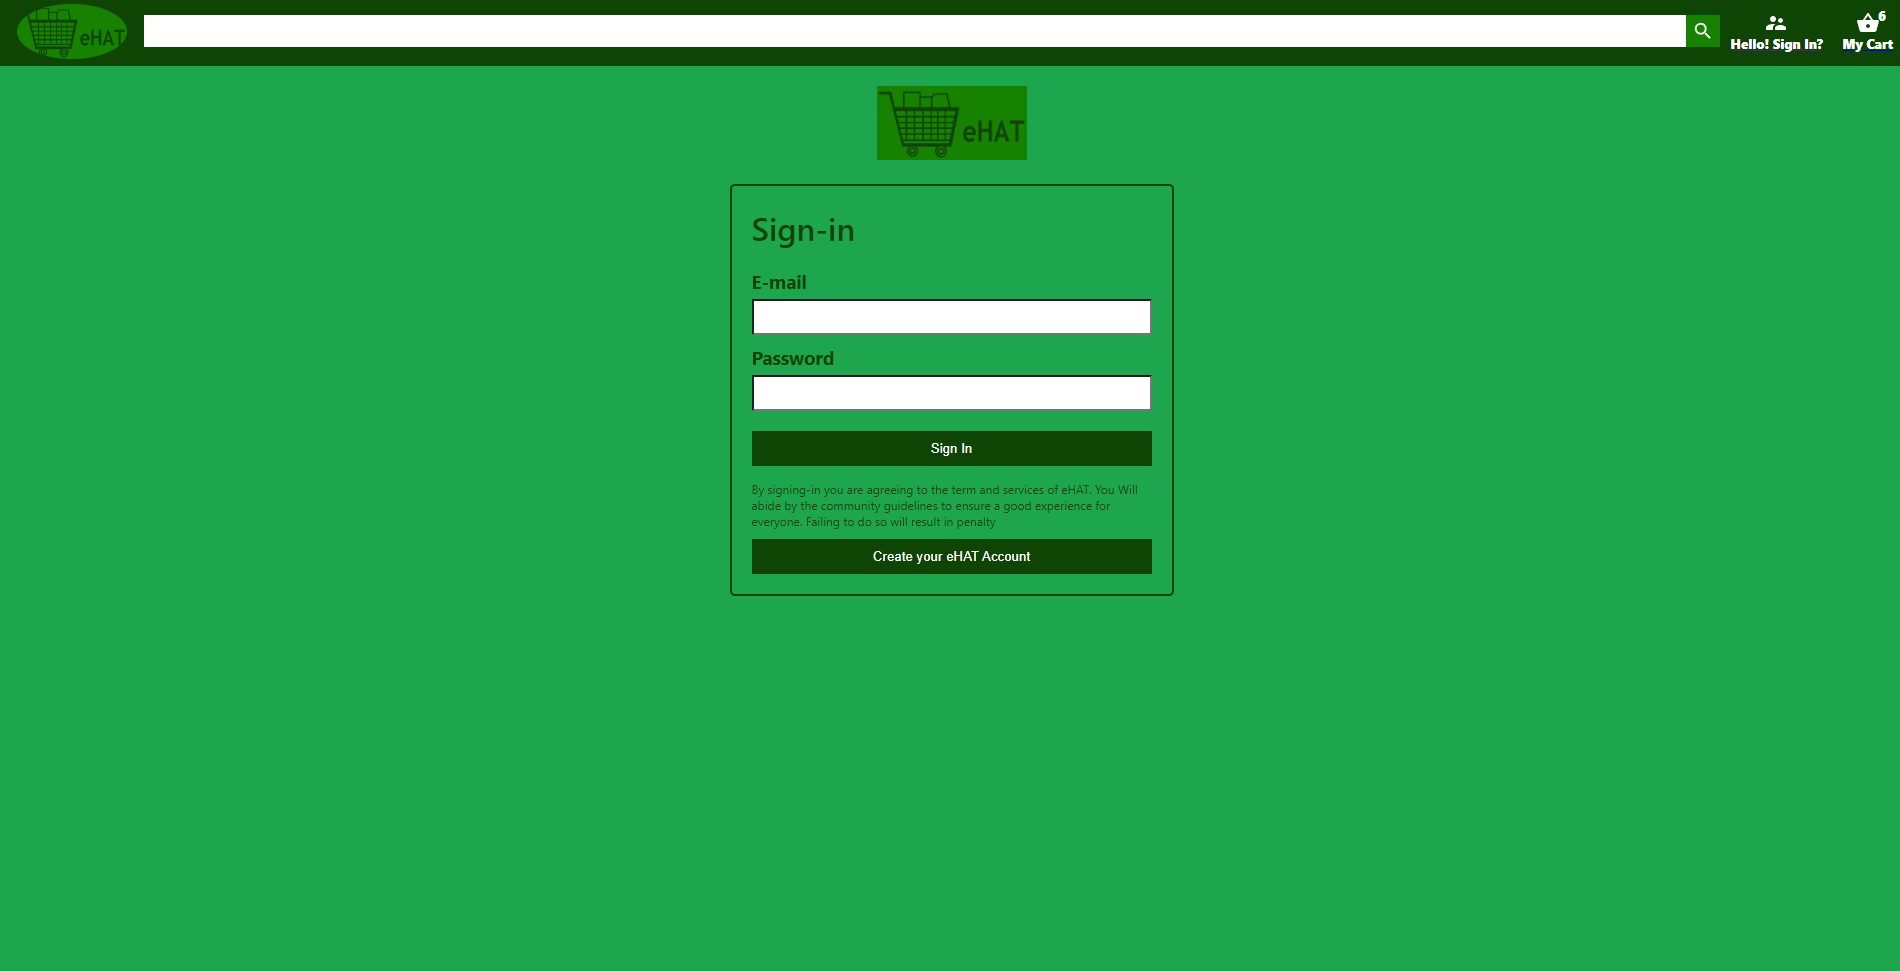 eHAT
6
Hello! Sign In?
My Cart
eHAT
Sign-in
E-mail
Password
Sign In
By signing-in you are agreeing to the term and services of eHAT. You Will
abide by the community guidelines to ensure a good experience for
everyone. Failing to do so will result in penalty
Create your eHAT Account